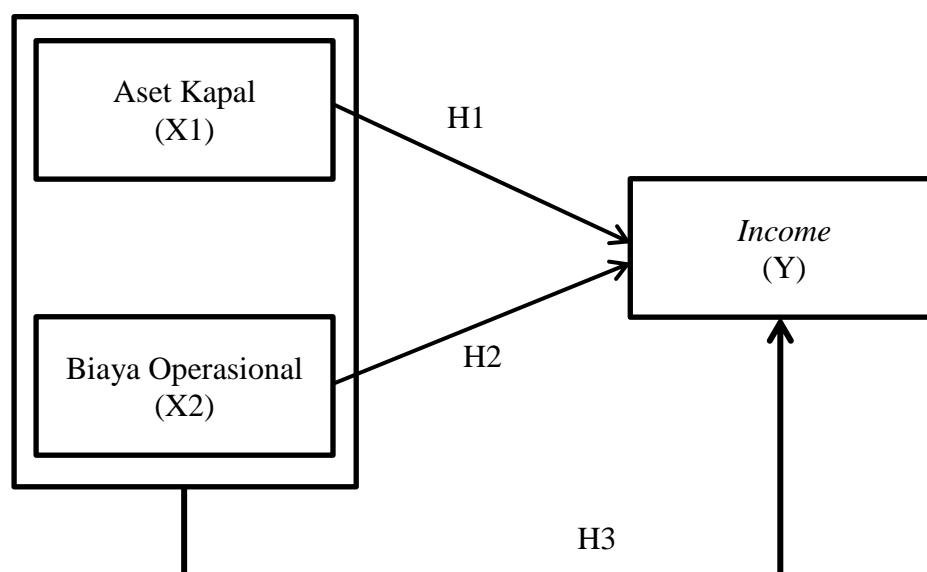 Aset Kapal
(X1)
H1
Income
(Y)
Biaya Operasional
(X2)
H2
H3